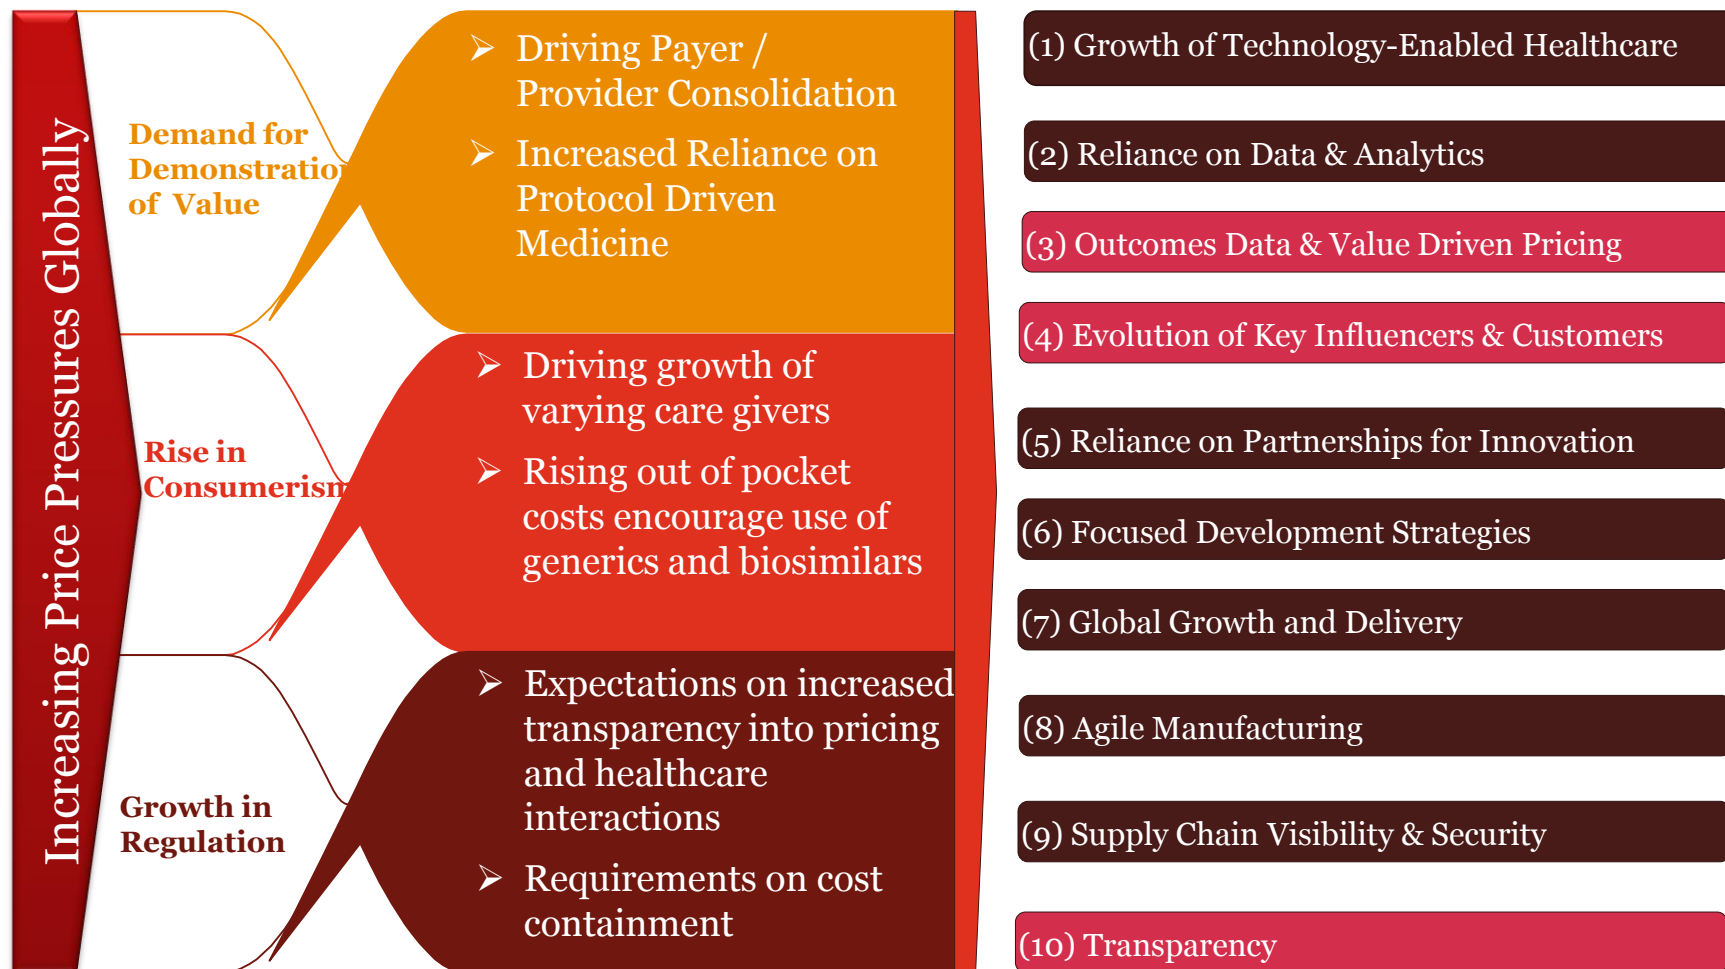 Increasing Price Pressures Globally
Demand for
Demonstration
of Value
➢ Driving Payer /
Provider Consolidation
➢ Increased Reliance on
Protocol Driven
Medicine
Rise in
Consumerism
➢ Driving growth of
varying care givers
➢ Rising out of pocket
costs encourage use of
generics and biosimilars
Growth in
Regulation
➢ Expectations on increased
transparency into pricing
and healthcare
interactions
➢ Requirements on cost
containment
(1) Growth of Technology-Enabled Healthcare
(2) Reliance on Data & Analytics
(3) Outcomes Data & Value Driven Pricing
(4) Evolution of Key Influencers & Customers
(5) Reliance on Partnerships for Innovation
(6) Focused Development Strategies
(7) Global Growth and Delivery
(8) Agile Manufacturing
(9) Supply Chain Visibility & Security
(10) Transparency